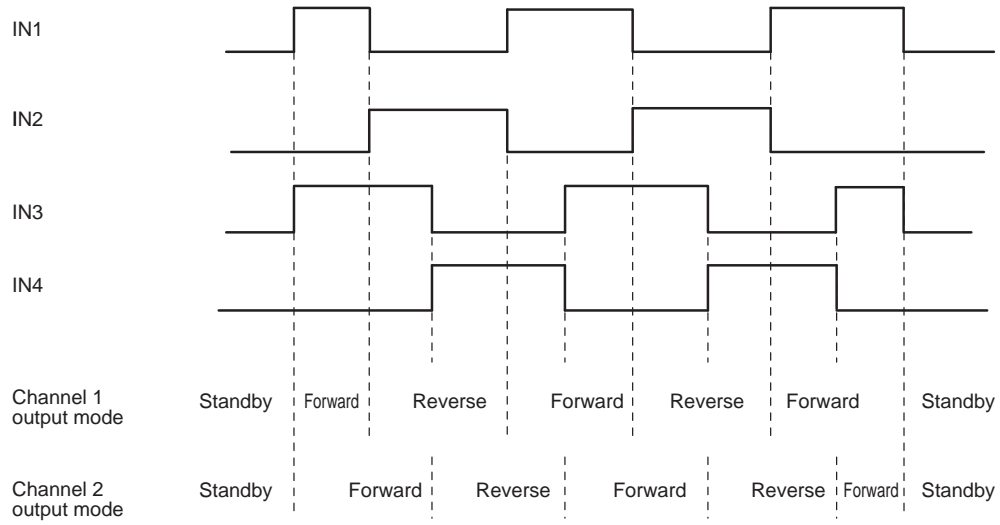 IN1
IN2
IN3
IN4
Channel 1
output mode
Standby Forward Reverse Forward Reverse Forward Standby
Channel 2
output mode
Standby Forward Reverse Forward Reverse Forward Standby